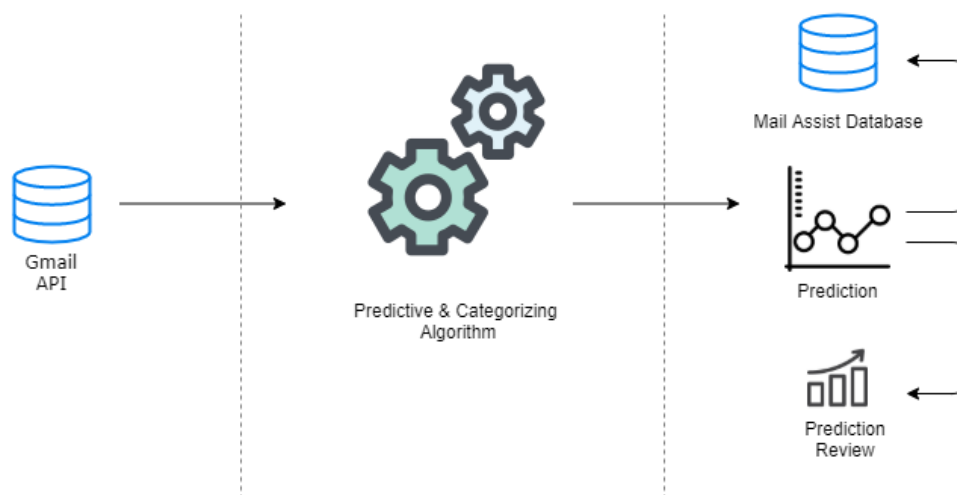 Gmail
API
Predictive & Categorizing
Algorithm
Mail Assist Database
Prediction
Prediction
Review